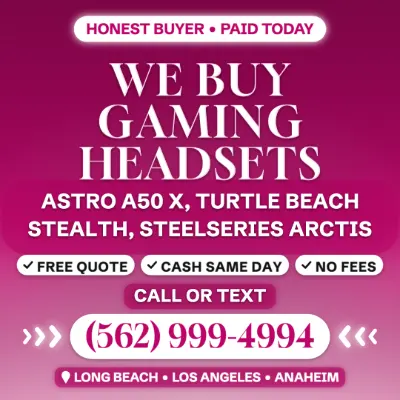 HONEST BUYER • PAID TODAY
WE BUY
GAMING
HEADSETS
ASTRO A50 X, TURTLE BEACH
STEALTH, STEELSERIES ARCTIS
✓ FREE QUOTE ✓ CASH SAME DAY ✓ NO FEES
CALL OR TEXT
(562) 999-4994
LONG BEACH • LOS ANGELES • ANAHEIM